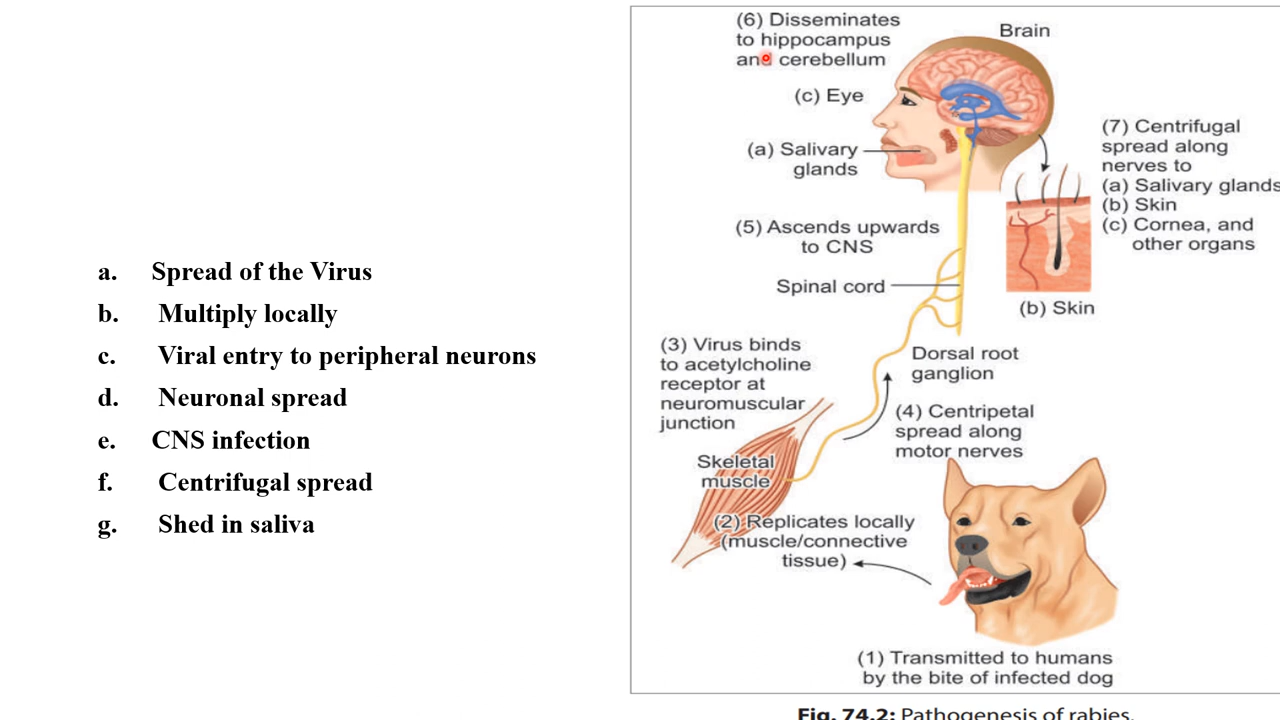 a. Spread of the Virus
b. Multiply locally
c. Viral entry to peripheral neurons
d. Neuronal spread
e. CNS infection
f. Centrifugal spread
g. Shed in saliva
(6) Disseminates
to hippocampus
and cerebellum
Brain
(c) Eye
(a) Salivary
glands
(7) Centrifugal
spread along
nerves to
(a) Salivary glands
(b) Skin
(c) Cornea, and
other organs
(5) Ascends upwards
to CNS
Spinal cord
(b) Skin
(3) Virus binds
to acetylcholine
receptor at
neuromuscular
junction
Dorsal root
ganglion
(4) Centripetal
spread along
motor nerves
Skeletal
muscle
(2) Replicates locally
(muscle/connective
tissue)
(1) Transmitted to humans
by the bite of infected dog
Fig. 74.2: Pathogenesis of rabies.